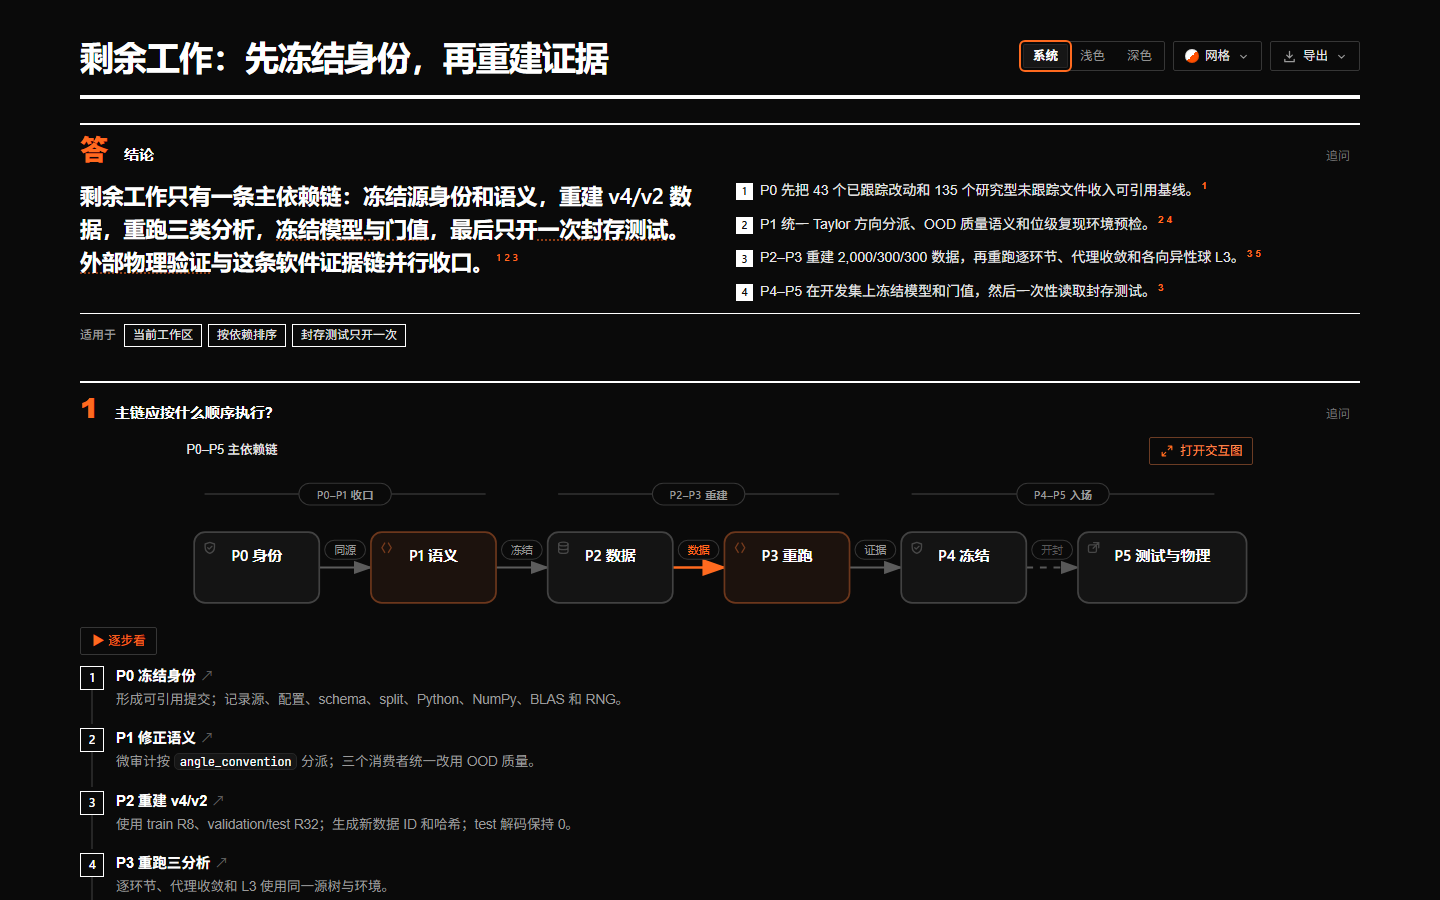 剩余工作：先冻结身份，再重建证据
系统 浅色 深色 网格 导出
答 结论 追问
剩余工作只有一条主依赖链：冻结源身份和语义，重建 v4/v2 数
据，重跑三类分析，冻结模型与门值，最后只开一次封存测试。
外部物理验证与这条软件证据链并行收口。 1 2 3
1 P0 先把 43 个已跟踪改动和 135 个研究型未跟踪文件收入可引用基线。 1
2 P1 统一 Taylor 方向分派、OOD 质量语义和位级复现环境预检。 2 4
3 P2–P3 重建 2,000/300/300 数据，再重跑逐环节、代理收敛和各向异性球 L3。 3 5
4 P4–P5 在开发集上冻结模型和门值，然后一次性读取封存测试。 3
适用于 当前工作区 按依赖排序 封存测试只开一次
1 主链应按什么顺序执行？ 追问
P0–P5 主依赖链 打开交互图
P0–P1 收口 P2–P3 重建 P4–P5 入场
P0 身份 同源 P1 语义 冻结 P2 数据 数据 P3 重跑 证据 P4 冻结 开封 P5 测试与物理
逐步看
1 P0 冻结身份
形成可引用提交；记录源、配置、schema、split、Python、NumPy、BLAS 和 RNG。
2 P1 修正语义
微审计按 angle_convention 分派；三个消费者统一改用 OOD 质量。
3 P2 重建 v4/v2
使用 train R8、validation/test R32；生成新数据 ID 和哈希；test 解码保持 0。
4 P3 重跑三分析
逐环节、代理收敛和 L3 使用同一源树与环境。